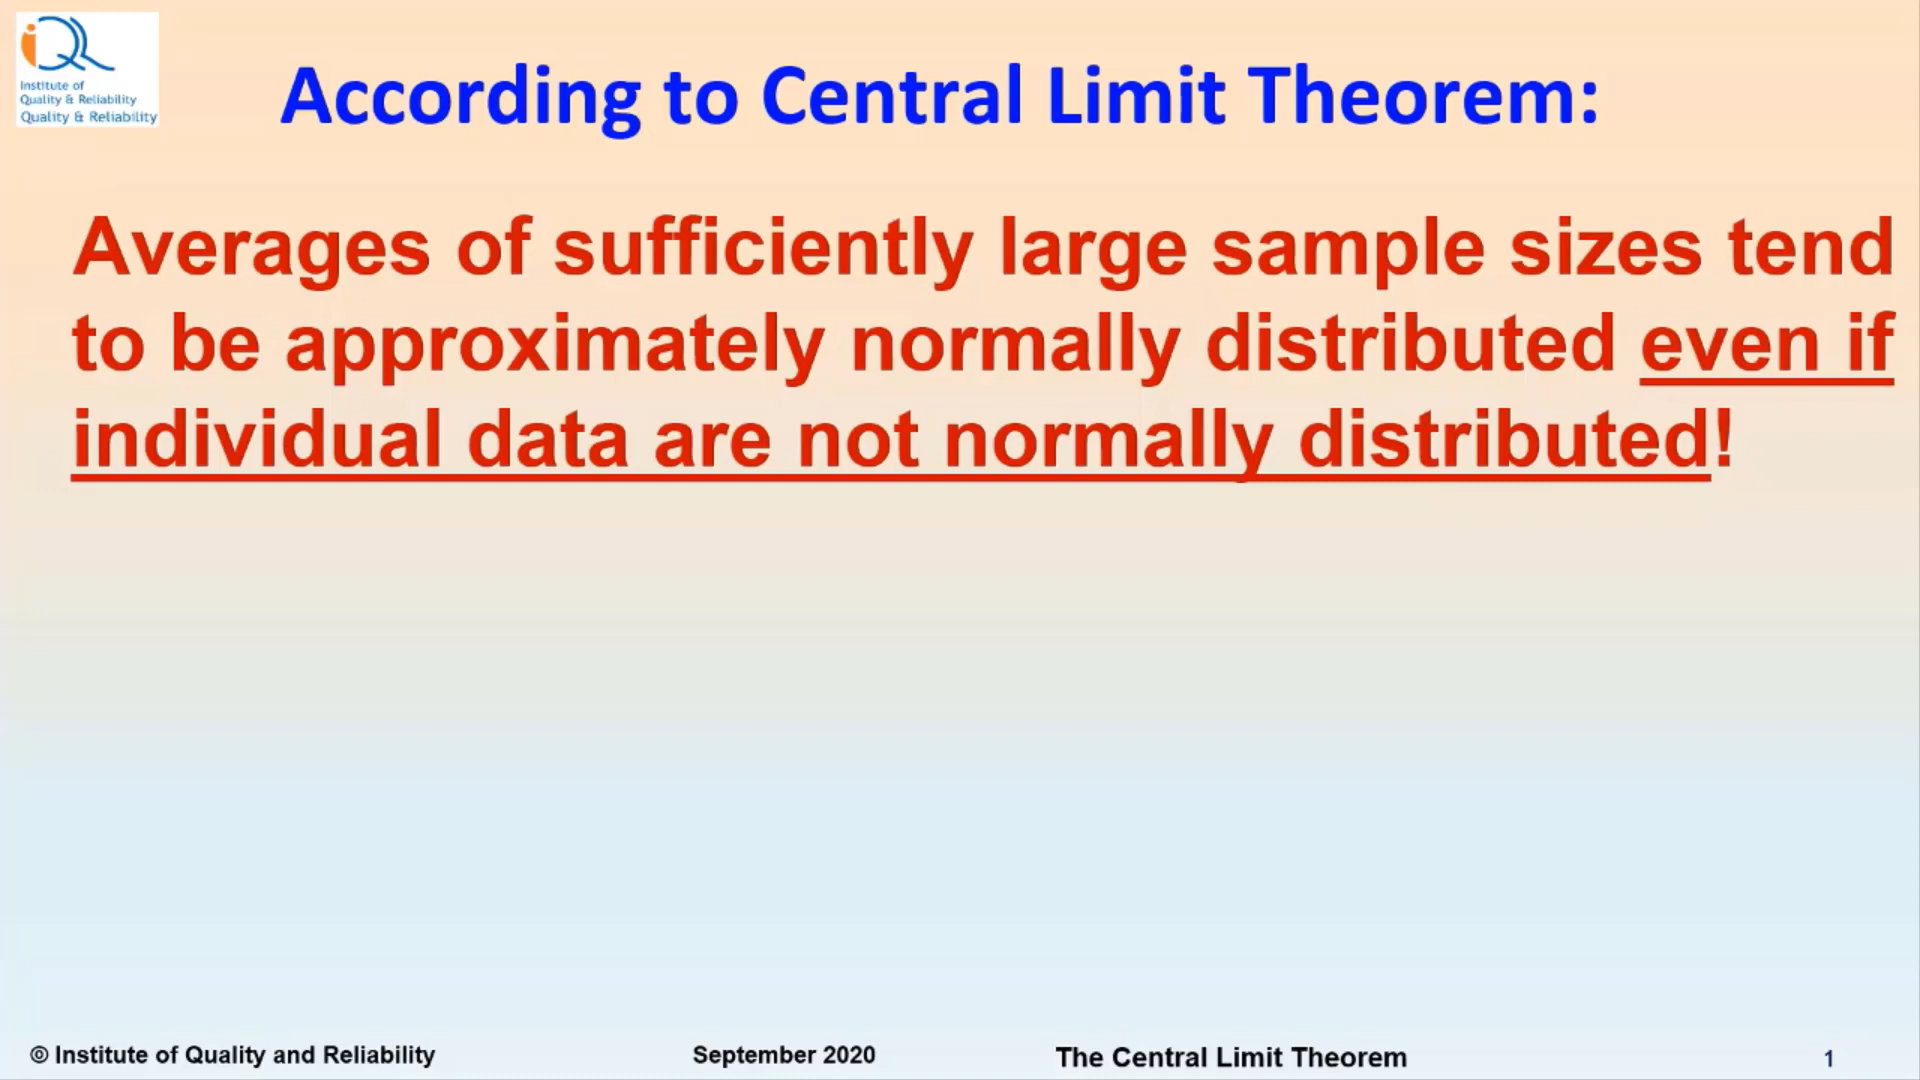 iQR
Institute of
Quality & Reliability
Quality & Reliability
According to Central Limit Theorem:
Averages of sufficiently large sample sizes tend
to be approximately normally distributed even if
individual data are not normally distributed!
© Institute of Quality and Reliability
September 2020
The Central Limit Theorem
1